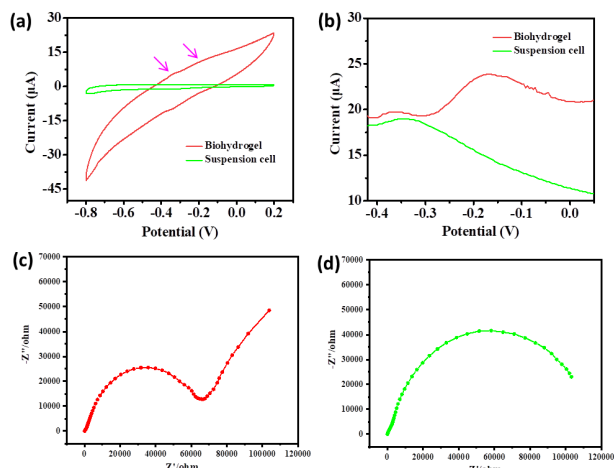 (a)
30
15
0
-15
-30
-45
Current (μA)
Biohydrogel
Suspension cell
-0.8 -0.6 -0.4 -0.2 0.0 0.2
Potential (V)
(b)
30
25
20
15
10
Current (μA)
Biohydrogel
Suspension cell
-0.4 -0.3 -0.2 -0.1 0.0
Potential (V)
(c)
70000
60000
50000
40000
30000
20000
10000
0
-Z''/ohm
0 20000 40000 60000 80000 100000 120000
Z'/ohm
(d)
70000
60000
50000
40000
30000
20000
10000
0
-Z''/ohm
0 20000 40000 60000 80000 100000 120000
Z'/ohm